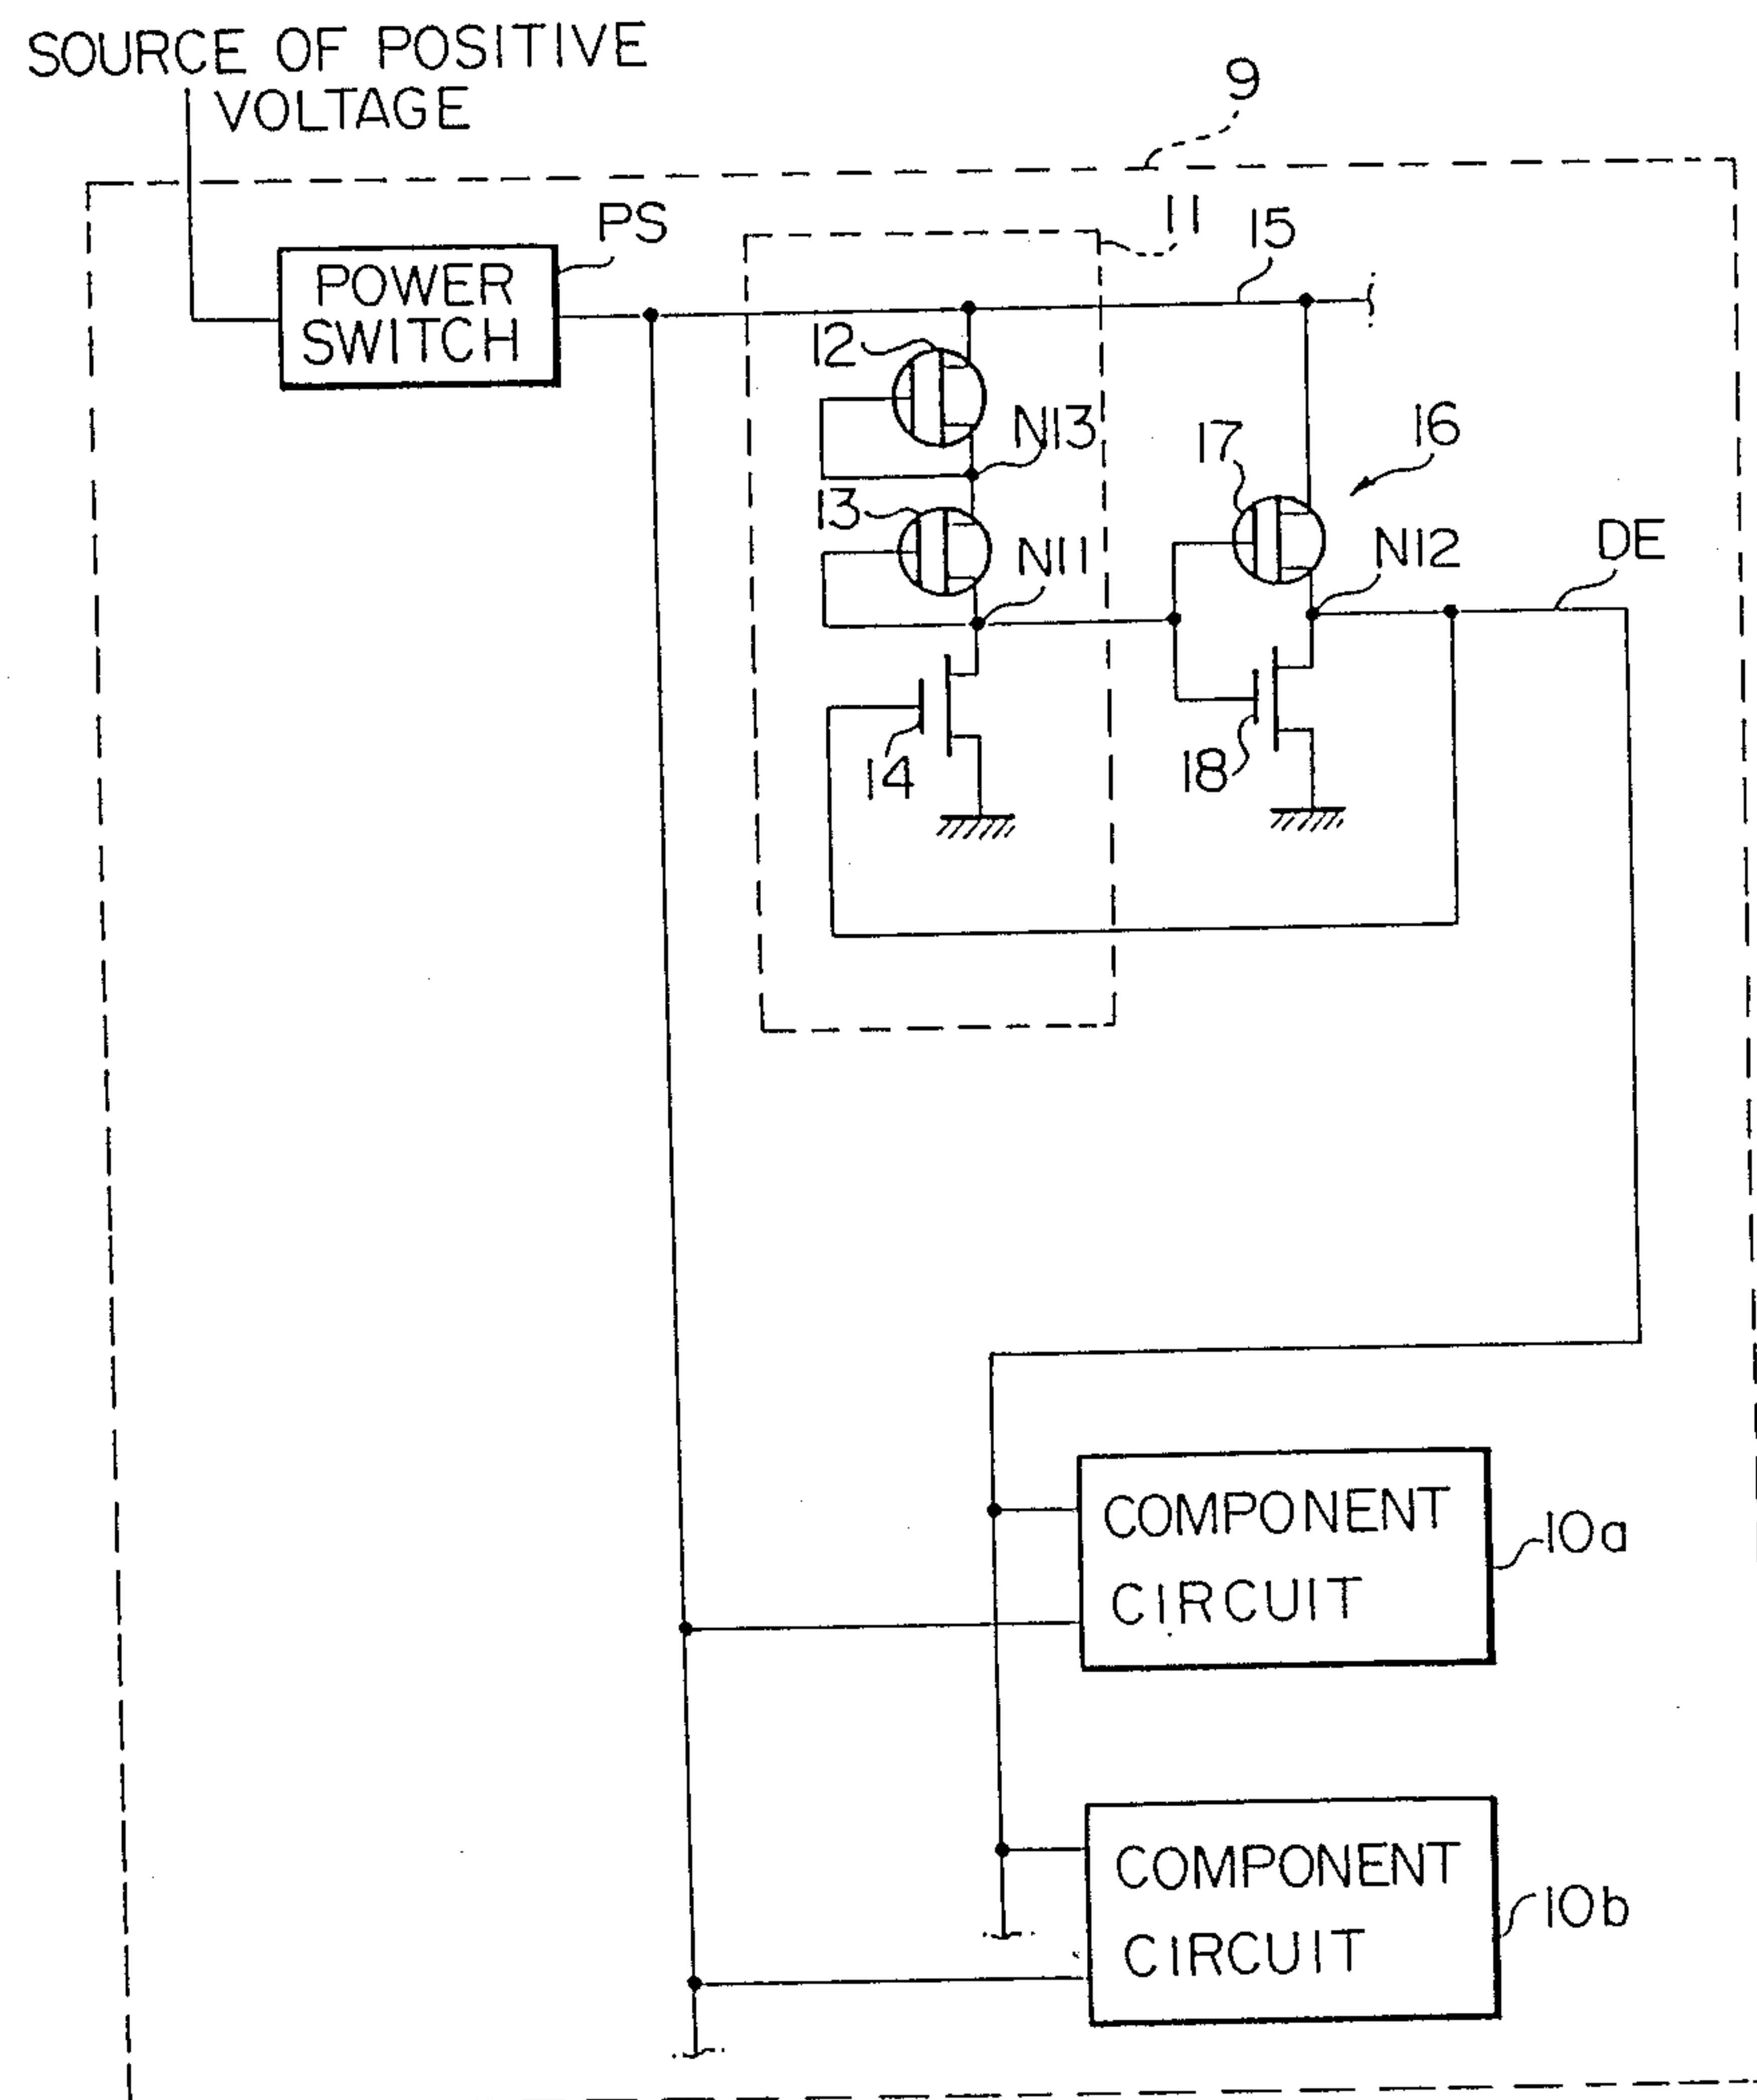 SOURCE OF POSITIVE
VOLTAGE
9
PS
11
15
POWER
SWITCH
12
N13
17
16
13
N11
N12
DE
14
18
COMPONENT
CIRCUIT
10a
COMPONENT
CIRCUIT
10b